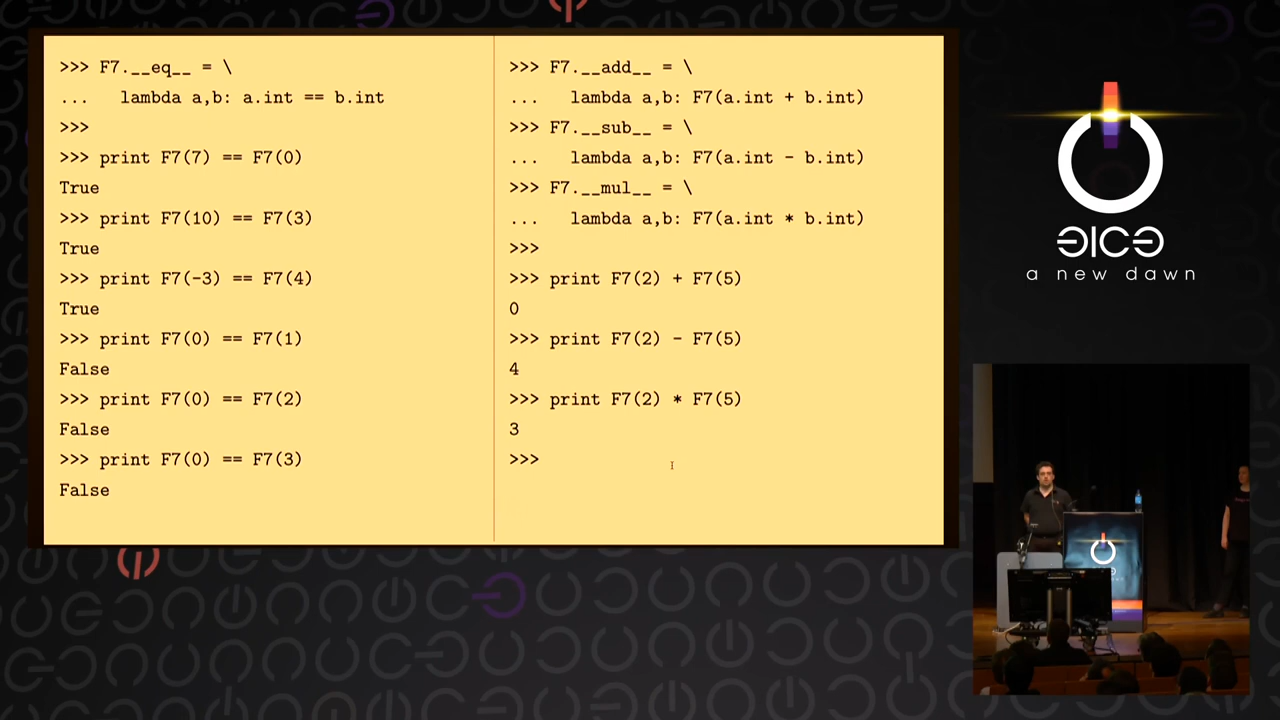 >>> F7.__eq__ = \
...   lambda a,b: a.int == b.int
>>>
>>> print F7(7) == F7(0)
True
>>> print F7(10) == F7(3)
True
>>> print F7(-3) == F7(4)
True
>>> print F7(0) == F7(1)
False
>>> print F7(0) == F7(2)
False
>>> print F7(0) == F7(3)
False
>>> F7.__add__ = \
...   lambda a,b: F7(a.int + b.int)
>>> F7.__sub__ = \
...   lambda a,b: F7(a.int - b.int)
>>> F7.__mul__ = \
...   lambda a,b: F7(a.int * b.int)
>>>
>>> print F7(2) + F7(5)
0
>>> print F7(2) - F7(5)
4
>>> print F7(2) * F7(5)
3
>>>
a new dawn